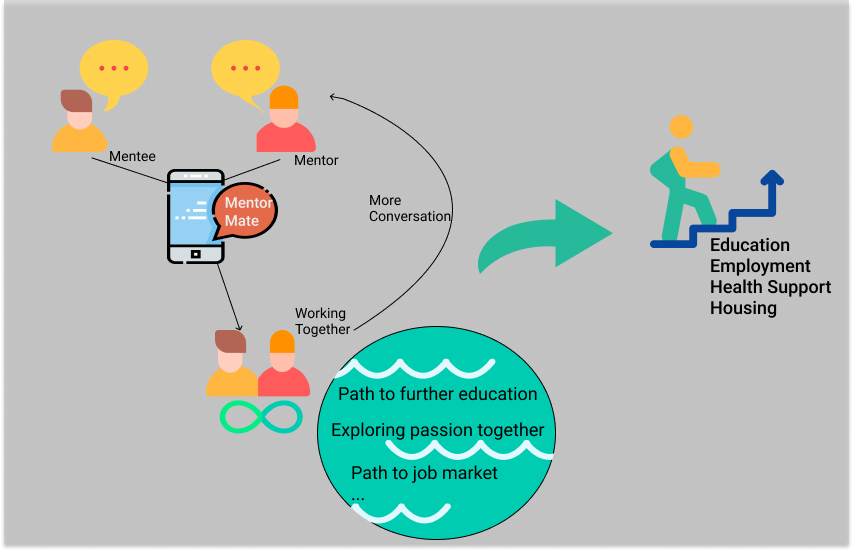 Mentee
Mentor
Mentor
Mate
More
Conversation
Working
Together
Path to further education
Exploring passion together
Path to job market
...
Education
Employment
Health Support
Housing